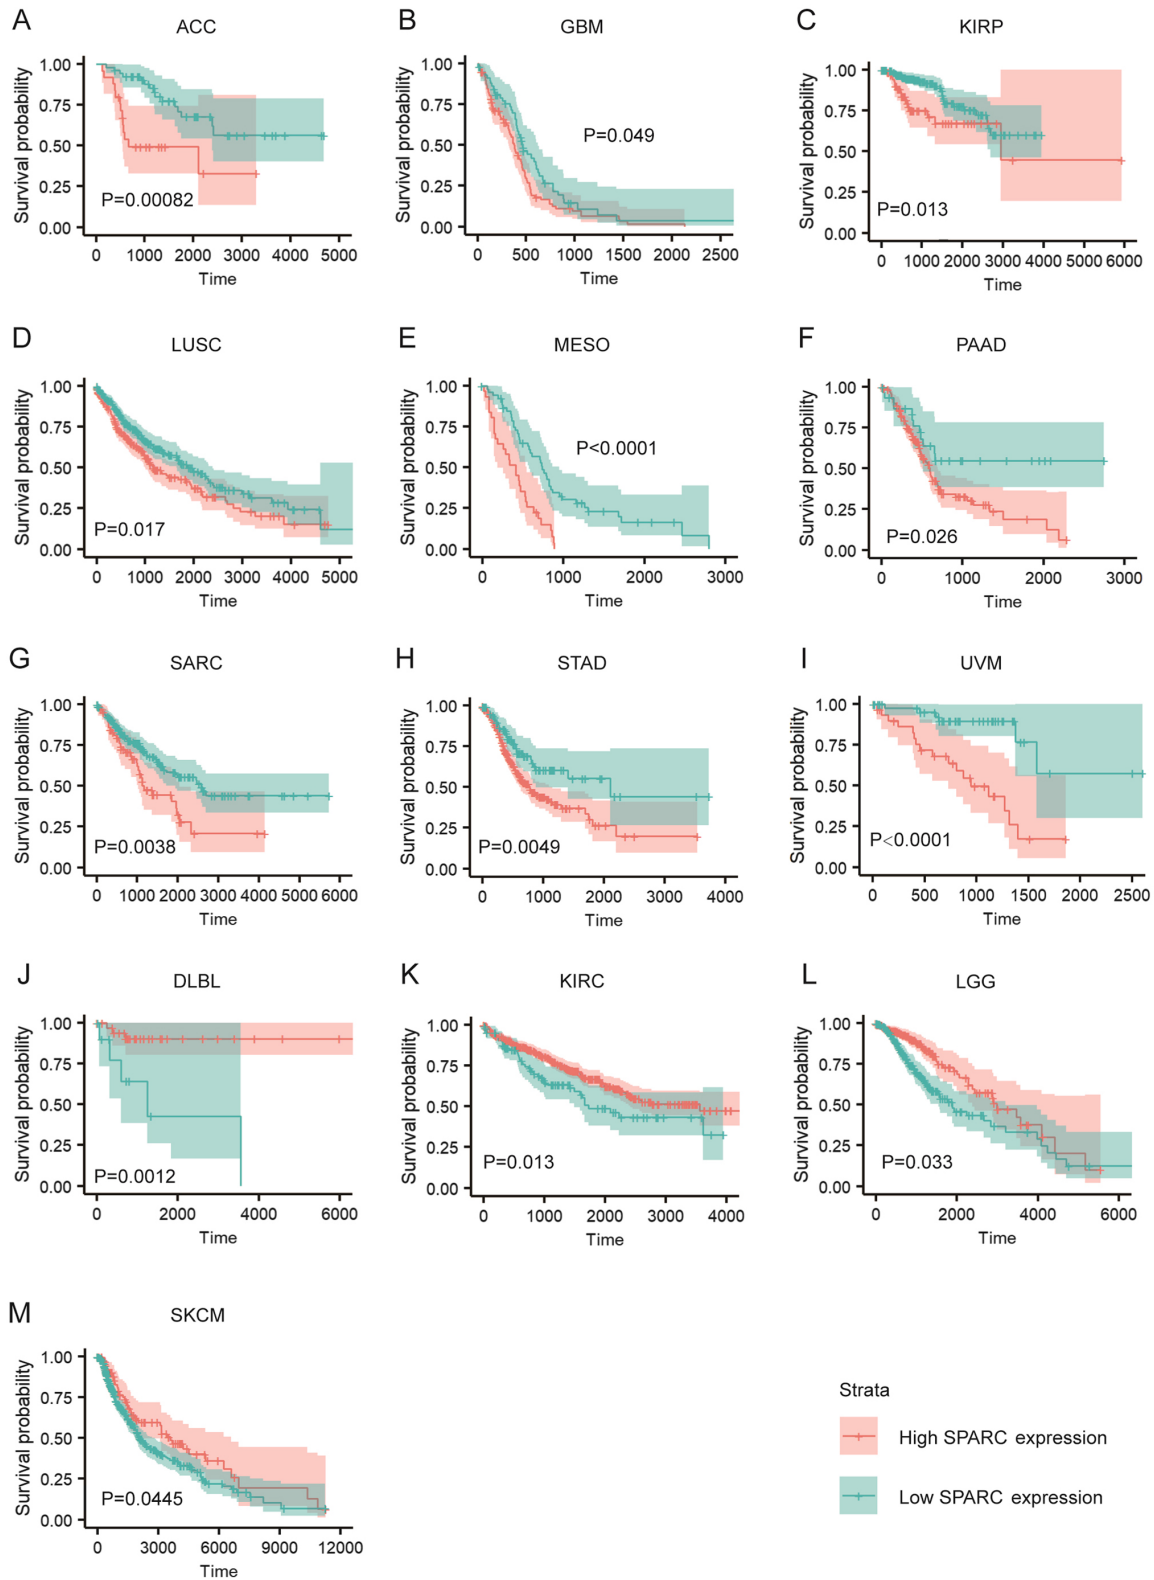 A
ACC
Survival probability
1.00
0.75
0.50
0.25
0.00
P=0.00082
0 1000 2000 3000 4000 5000
Time
B
GBM
Survival probability
1.00
0.75
0.50
0.25
0.00
P=0.049
0 500 1000 1500 2000 2500
Time
C
KIRP
Survival probability
1.00
0.75
0.50
0.25
0.00
P=0.013
0 1000 2000 3000 4000 5000 6000
Time
D
LUSC
Survival probability
1.00
0.75
0.50
0.25
0.00
P=0.017
0 1000 2000 3000 4000 5000
Time
E
MESO
Survival probability
1.00
0.75
0.50
0.25
0.00
P<0.0001
0 1000 2000 3000
Time
F
PAAD
Survival probability
1.00
0.75
0.50
0.25
0.00
P=0.026
0 1000 2000 3000
Time
G
SARC
Survival probability
1.00
0.75
0.50
0.25
0.00
P=0.0038
0 1000 2000 3000 4000 5000 6000
Time
H
STAD
Survival probability
1.00
0.75
0.50
0.25
0.00
P=0.0049
0 1000 2000 3000 4000
Time
I
UVM
Survival probability
1.00
0.75
0.50
0.25
0.00
P<0.0001
0 500 1000 1500 2000 2500
Time
J
DLBL
Survival probability
1.00
0.75
0.50
0.25
0.00
P=0.0012
0 2000 4000 6000
Time
K
KIRC
Survival probability
1.00
0.75
0.50
0.25
0.00
P=0.013
0 1000 2000 3000 4000
Time
L
LGG
Survival probability
1.00
0.75
0.50
0.25
0.00
P=0.033
0 2000 4000 6000
Time
M
SKCM
Survival probability
1.00
0.75
0.50
0.25
0.00
P=0.0445
0 3000 6000 9000 12000
Time
Strata
High SPARC expression
Low SPARC expression